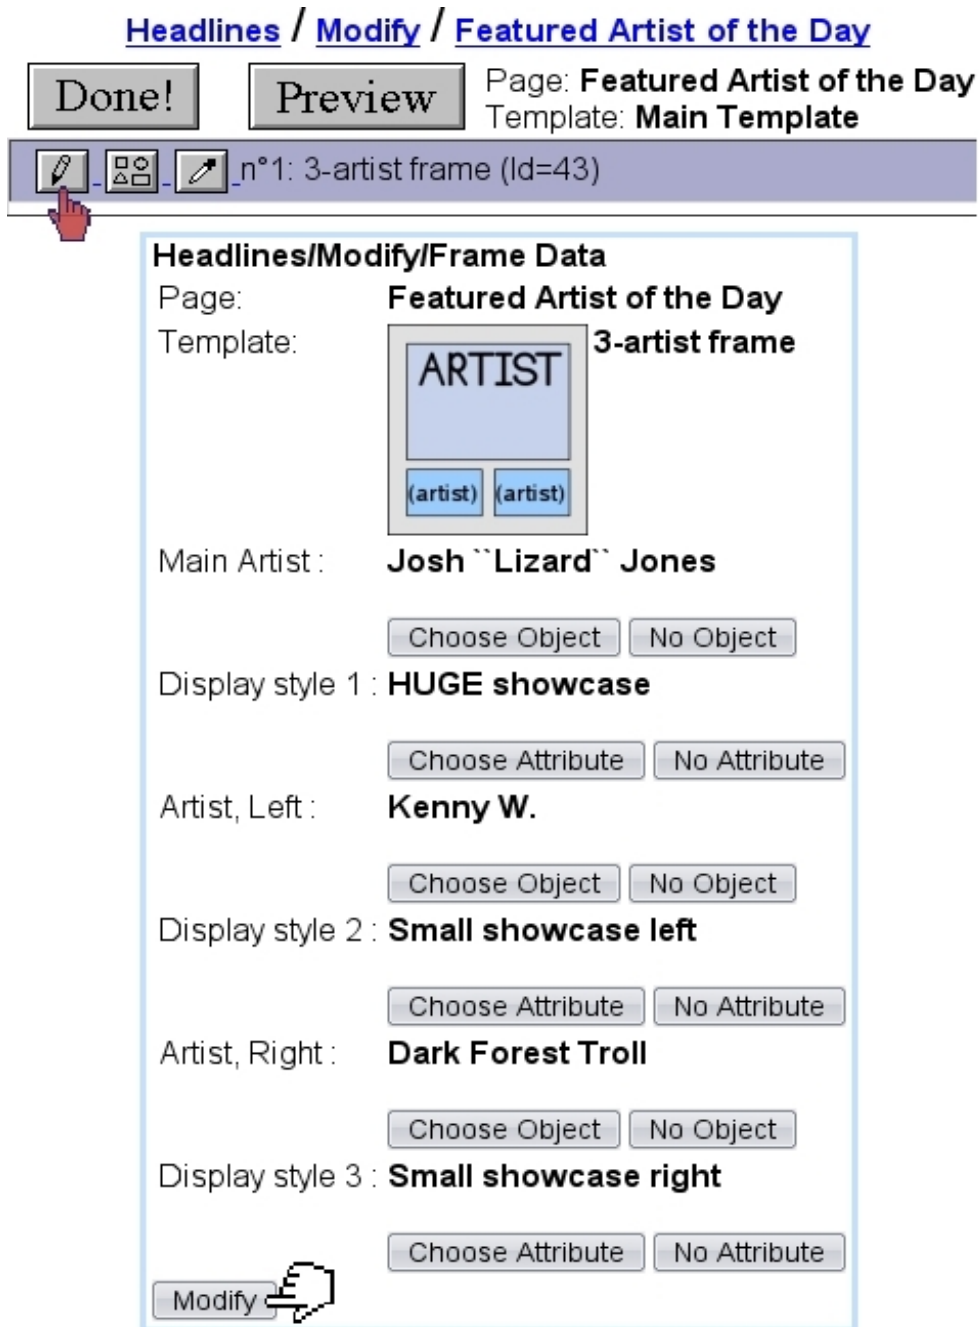 Headlines / Modify / Featured Artist of the Day
Done! Preview Page: Featured Artist of the Day
Template: Main Template
n°1: 3-artist frame (Id=43)
Headlines/Modify/Frame Data
Page: Featured Artist of the Day
Template: 3-artist frame
ARTIST
(artist) (artist)
Main Artist : Josh ``Lizard`` Jones
Choose Object No Object
Display style 1 : HUGE showcase
Choose Attribute No Attribute
Artist, Left : Kenny W.
Choose Object No Object
Display style 2 : Small showcase left
Choose Attribute No Attribute
Artist, Right : Dark Forest Troll
Choose Object No Object
Display style 3 : Small showcase right
Choose Attribute No Attribute
Modify